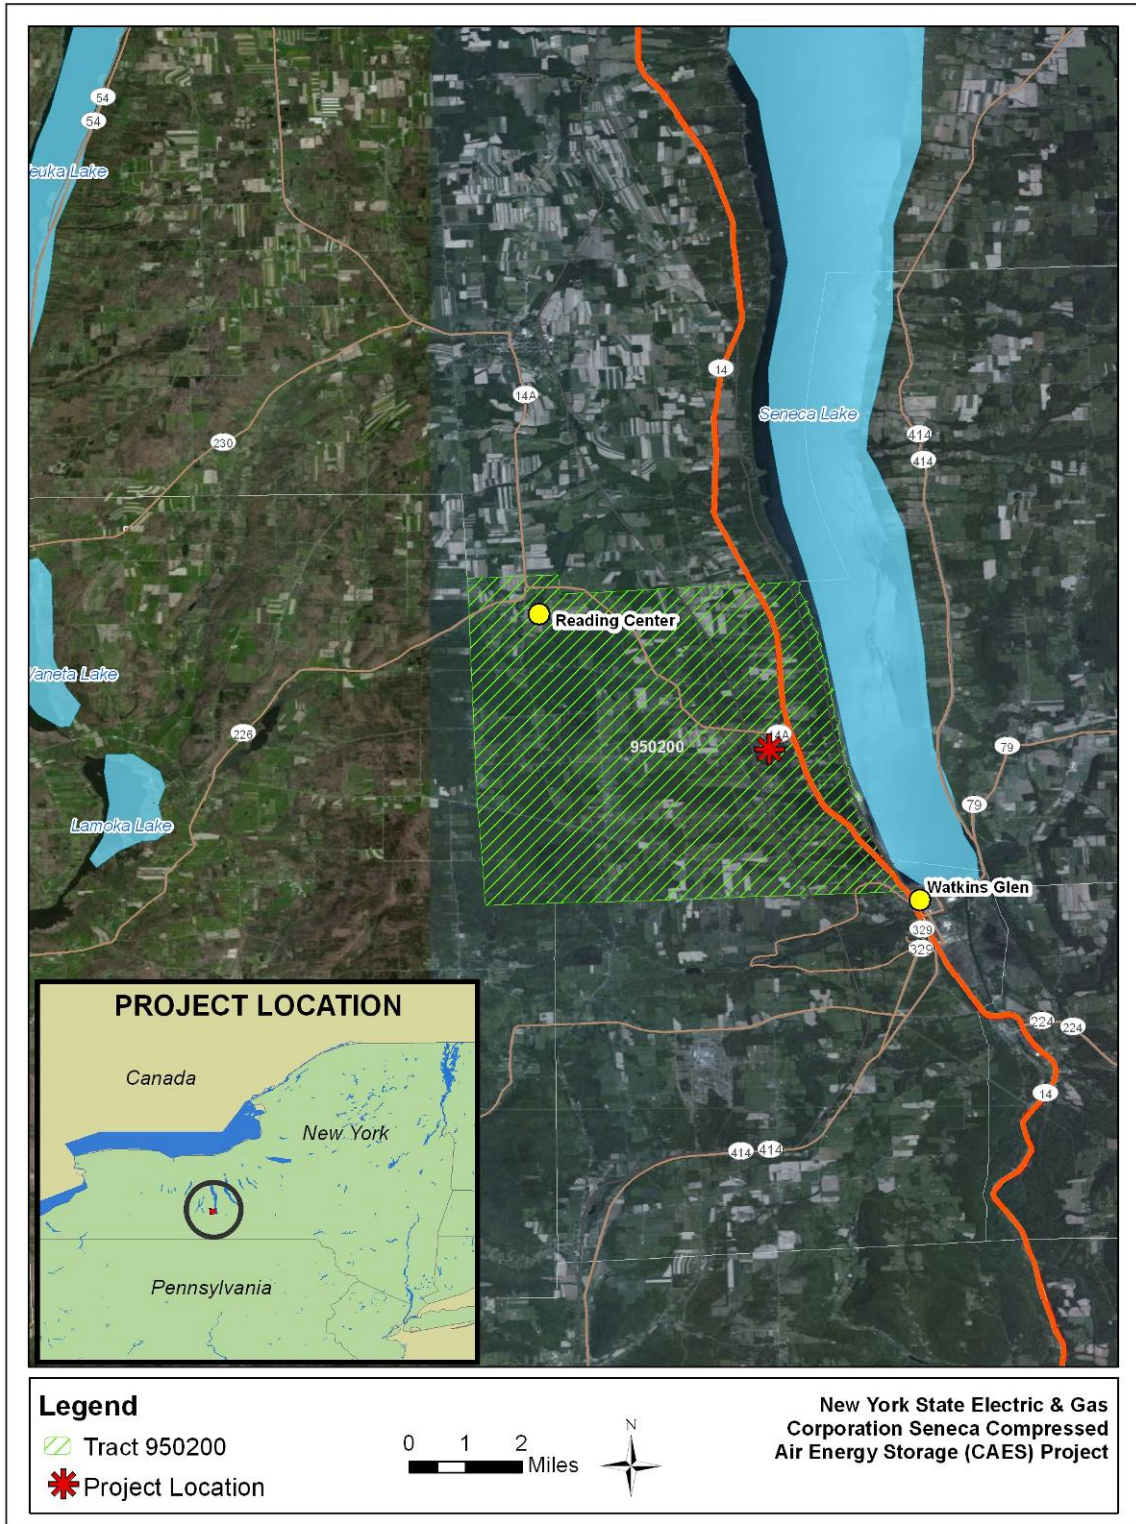 54
54
euka Lake
14
14A
Seneca Lake
230
414
414
Reading Center
Waneta Lake
226
14A
950200
79
79
Lamoka Lake
Watkins Glen
329
329
224
224
14
414
414
PROJECT LOCATION
Canada
New York
Pennsylvania
Legend
Tract 950200
Project Location
0 1 2
Miles
N
New York State Electric & Gas
Corporation Seneca Compressed
Air Energy Storage (CAES) Project